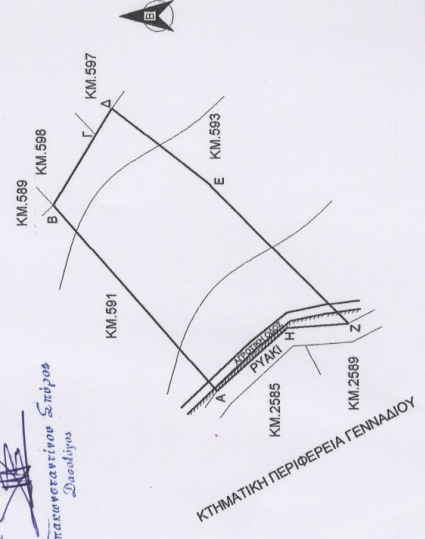 Β
ΚΜ.597
Δ
Γ
ΚΜ.598
ΚΜ.589
Β
ΚΜ.593
Ε
ΚΜ.591
ΑΓΡΟΤΙΚΗ ΟΔΟΣ
ΡΥΑΚΙ
Α
Η
Ζ
ΚΜ.2585
ΚΜ.2589
ΚΤΗΜΑΤΙΚΗ ΠΕΡΙΦΕΡΕΙΑ ΓΕΝΝΑΔΙΟΥ
Σπύρος
Δασολόγος